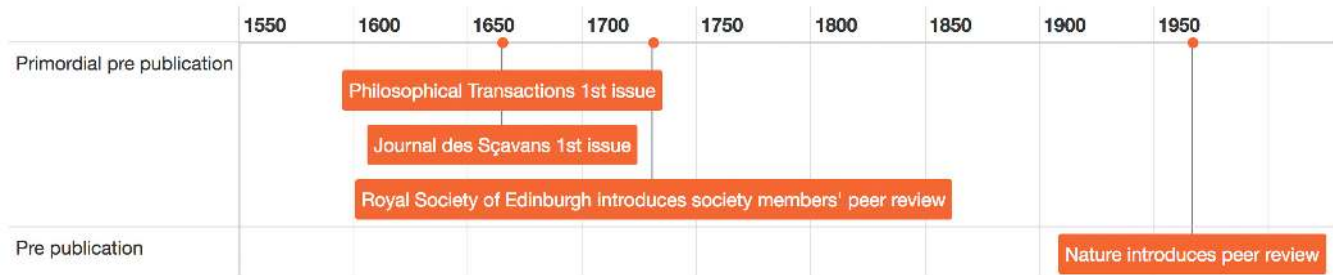 1550 1600 1650 1700 1750 1800 1850 1900 1950
Primordial pre publication
Philosophical Transactions 1st issue
Journal des Sçavans 1st issue
Royal Society of Edinburgh introduces society members' peer review
Pre publication
Nature introduces peer review